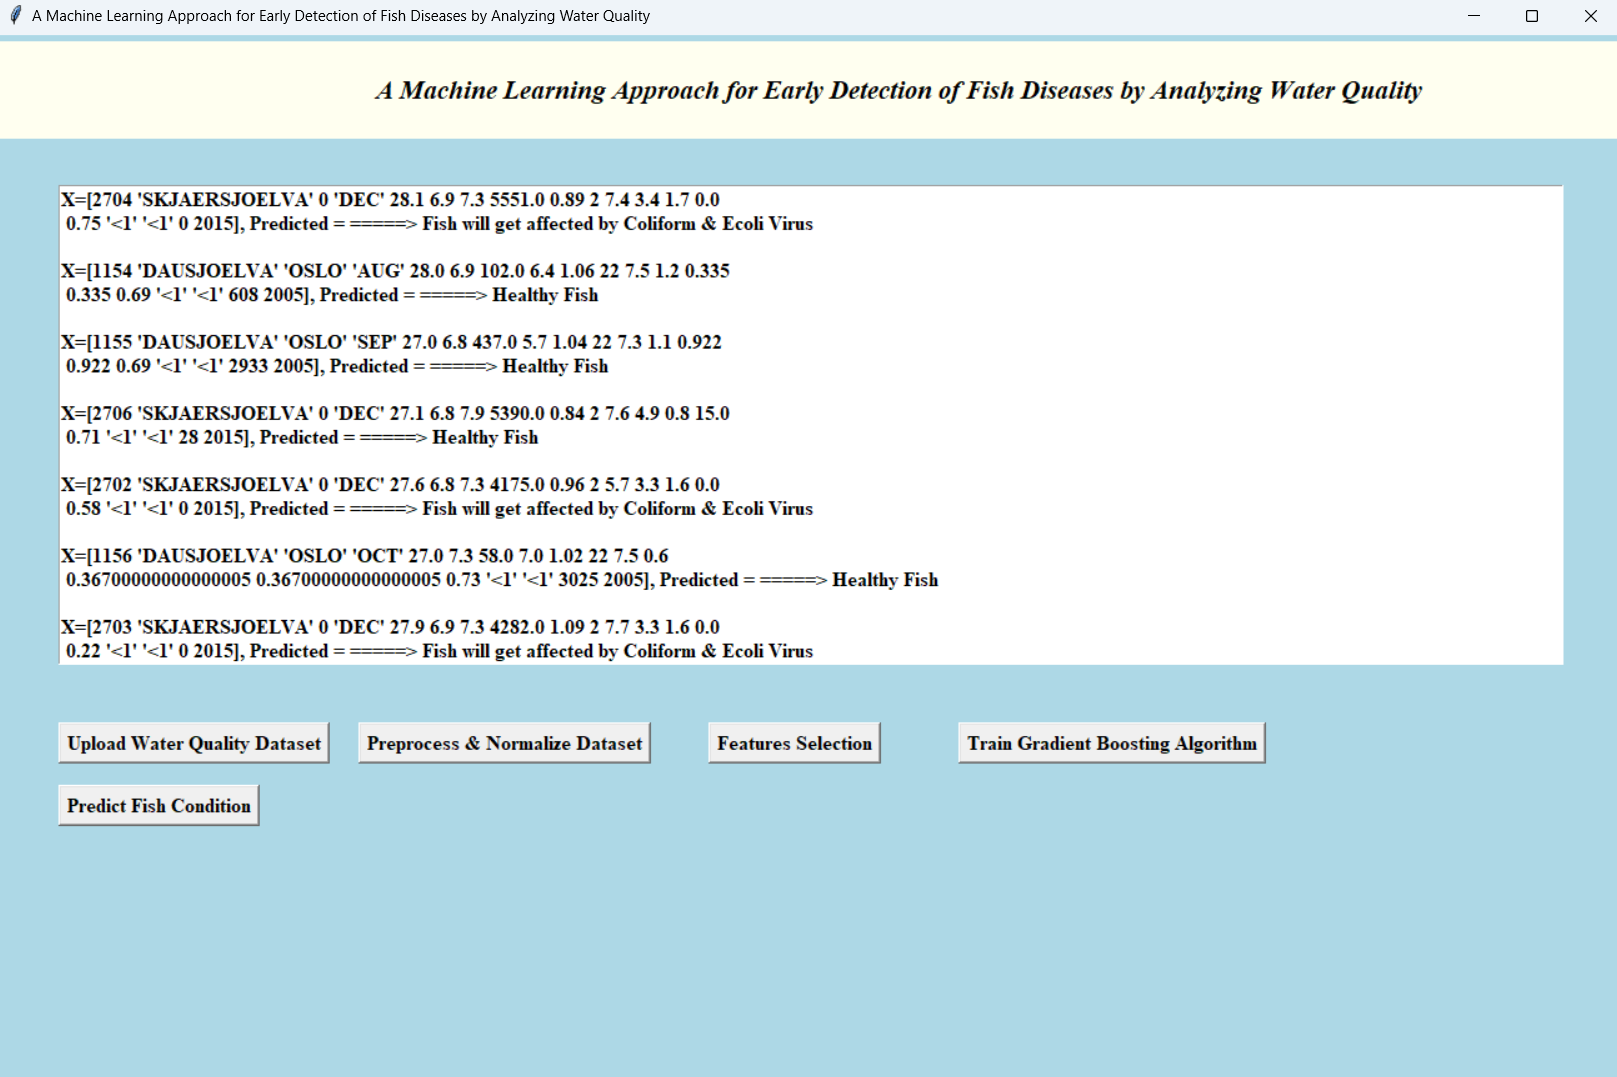 A Machine Learning Approach for Early Detection of Fish Diseases by Analyzing Water Quality
A Machine Learning Approach for Early Detection of Fish Diseases by Analyzing Water Quality
X=[2704 'SKJAERSJOELVA' 0 'DEC' 28.1 6.9 7.3 5551.0 0.89 2 7.4 3.4 1.7 0.0
0.75 '<1' '<1' 0 2015], Predicted = =====> Fish will get affected by Coliform & Ecoli Virus
X=[1154 'DAUSJOELVA' 'OSLO' 'AUG' 28.0 6.9 102.0 6.4 1.06 22 7.5 1.2 0.335
0.335 0.69 '<1' '<1' 608 2005], Predicted = =====> Healthy Fish
X=[1155 'DAUSJOELVA' 'OSLO' 'SEP' 27.0 6.8 437.0 5.7 1.04 22 7.3 1.1 0.922
0.922 0.69 '<1' '<1' 2933 2005], Predicted = =====> Healthy Fish
X=[2706 'SKJAERSJOELVA' 0 'DEC' 27.1 6.8 7.9 5390.0 0.84 2 7.6 4.9 0.8 15.0
0.71 '<1' '<1' 28 2015], Predicted = =====> Healthy Fish
X=[2702 'SKJAERSJOELVA' 0 'DEC' 27.6 6.8 7.3 4175.0 0.96 2 5.7 3.3 1.6 0.0
0.58 '<1' '<1' 0 2015], Predicted = =====> Fish will get affected by Coliform & Ecoli Virus
X=[1156 'DAUSJOELVA' 'OSLO' 'OCT' 27.0 7.3 58.0 7.0 1.02 22 7.5 0.6
0.36700000000000005 0.36700000000000005 0.73 '<1' '<1' 3025 2005], Predicted = =====> Healthy Fish
X=[2703 'SKJAERSJOELVA' 0 'DEC' 27.9 6.9 7.3 4282.0 1.09 2 7.7 3.3 1.6 0.0
0.22 '<1' '<1' 0 2015], Predicted = =====> Fish will get affected by Coliform & Ecoli Virus
Upload Water Quality Dataset
Preprocess & Normalize Dataset
Features Selection
Train Gradient Boosting Algorithm
Predict Fish Condition